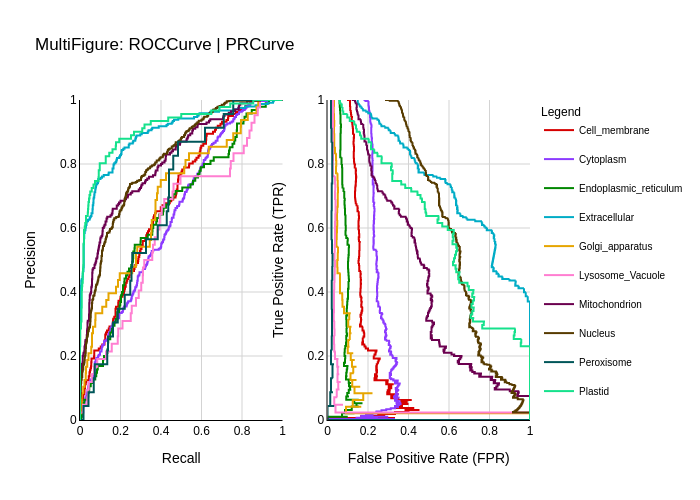 MultiFigure: ROCCurve | PRCurve
Precision
1
0.8
0.6
0.4
0.2
0
0
0.2
0.4
0.6
0.8
1
Recall
True Positive Rate (TPR)
1
0.8
0.6
0.4
0.2
0
0
0.2
0.4
0.6
0.8
1
False Positive Rate (FPR)
Legend
Cell_membrane
Cytoplasm
Endoplasmic_reticulum
Extracellular
Golgi_apparatus
Lysosome_Vacuole
Mitochondrion
Nucleus
Peroxisome
Plastid